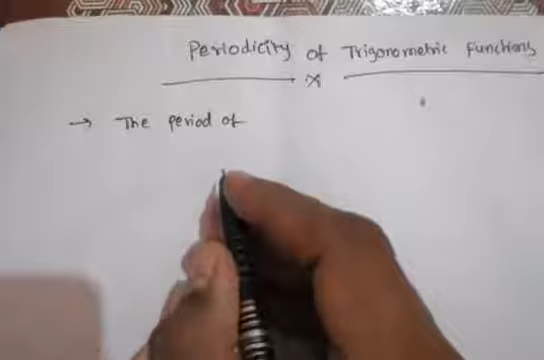 Periodicity of Trigonometric Functions
→ The period of